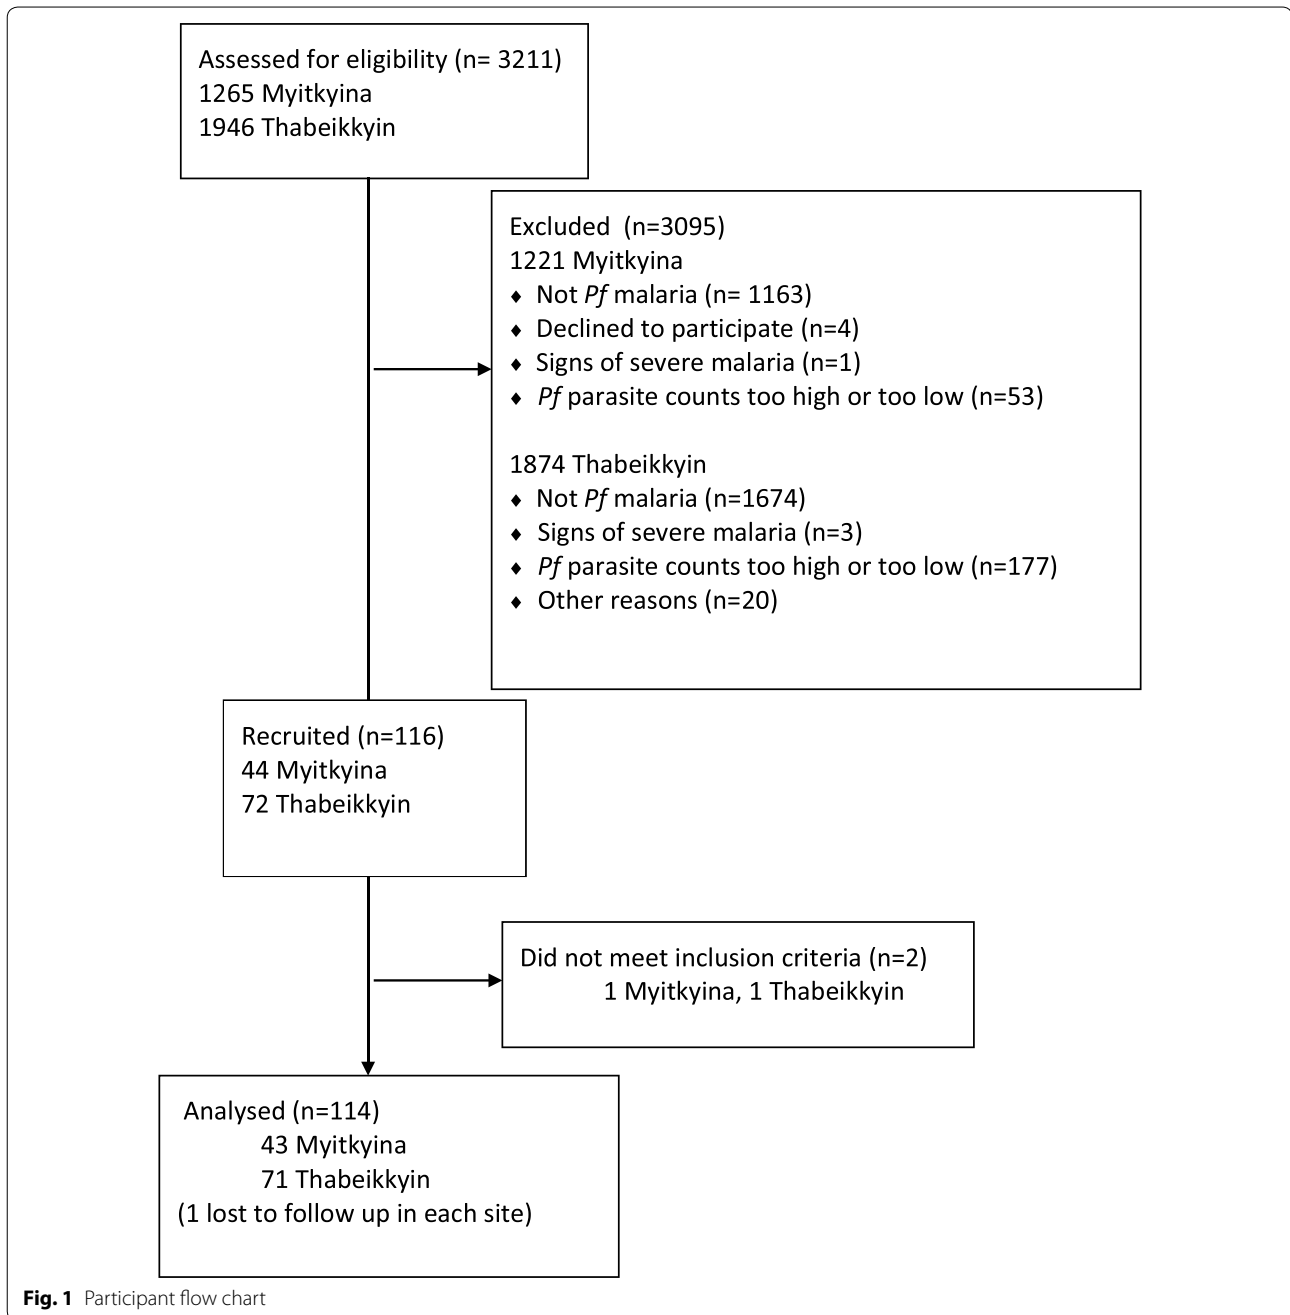 Assessed for eligibility (n= 3211)
1265 Myitkyina
1946 Thabeikkyin
Excluded  (n=3095)
1221 Myitkyina
♦ Not Pf malaria (n= 1163)
♦ Declined to participate (n=4)
♦ Signs of severe malaria (n=1)
♦ Pf parasite counts too high or too low (n=53)
1874 Thabeikkyin
♦ Not Pf malaria (n=1674)
♦ Signs of severe malaria (n=3)
♦ Pf parasite counts too high or too low (n=177)
♦ Other reasons (n=20)
Recruited (n=116)
44 Myitkyina
72 Thabeikkyin
Did not meet inclusion criteria (n=2)
1 Myitkyina, 1 Thabeikkyin
Analysed (n=114)
43 Myitkyina
71 Thabeikkyin
(1 lost to follow up in each site)
Fig. 1 Participant flow chart